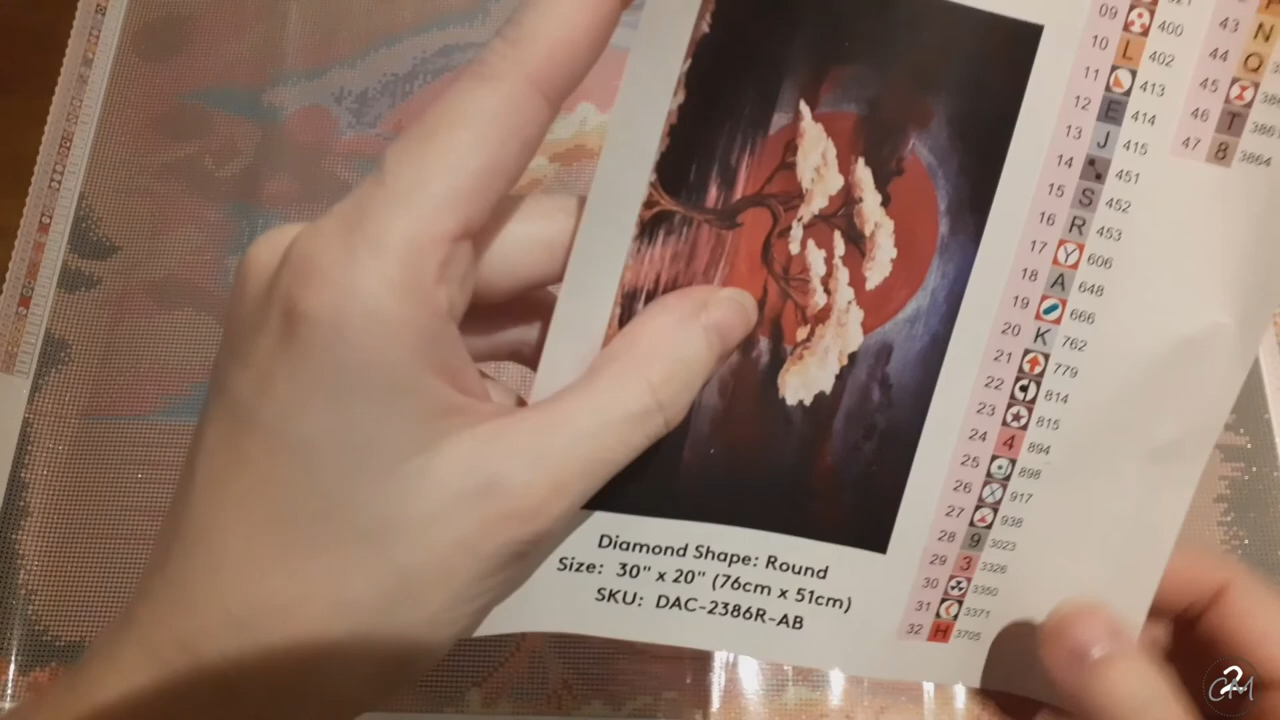 09 400
10 L 402
11 413
12 E 414
13 J 415
14 451
15 S 452
16 R 453
17 Y 606
18 A 648
19 666
20 K 762
21 779
22 814
23 815
24 4 894
25 898
26 917
27 938
28 9 3023
29 3 3326
30 3350
31 3371
32 H 3705
43 N
44 O
45
46 T
47 8 3864
Diamond Shape: Round
Size: 30" x 20" (76cm x 51cm)
SKU: DAC-2386R-AB
CM